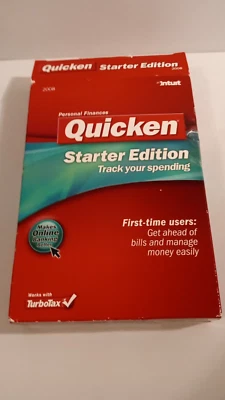 Quicken Starter Edition 2008
2008
intuit
Personal Finances
Quicken
Starter Edition
Track your spending
Makes
Online
Banking
First-time users:
Get ahead of
bills and manage
money easily
Works with
TurboTax